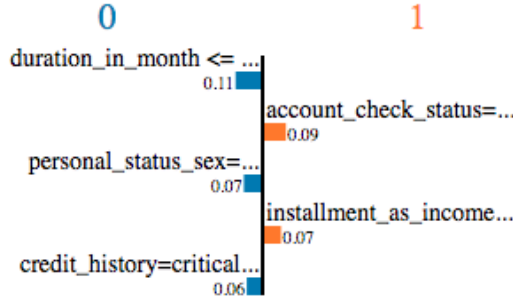 0 1
duration_in_month <= ...
0.11
account_check_status=...
0.09
personal_status_sex=...
0.07
installment_as_income...
0.07
credit_history=critical...
0.06